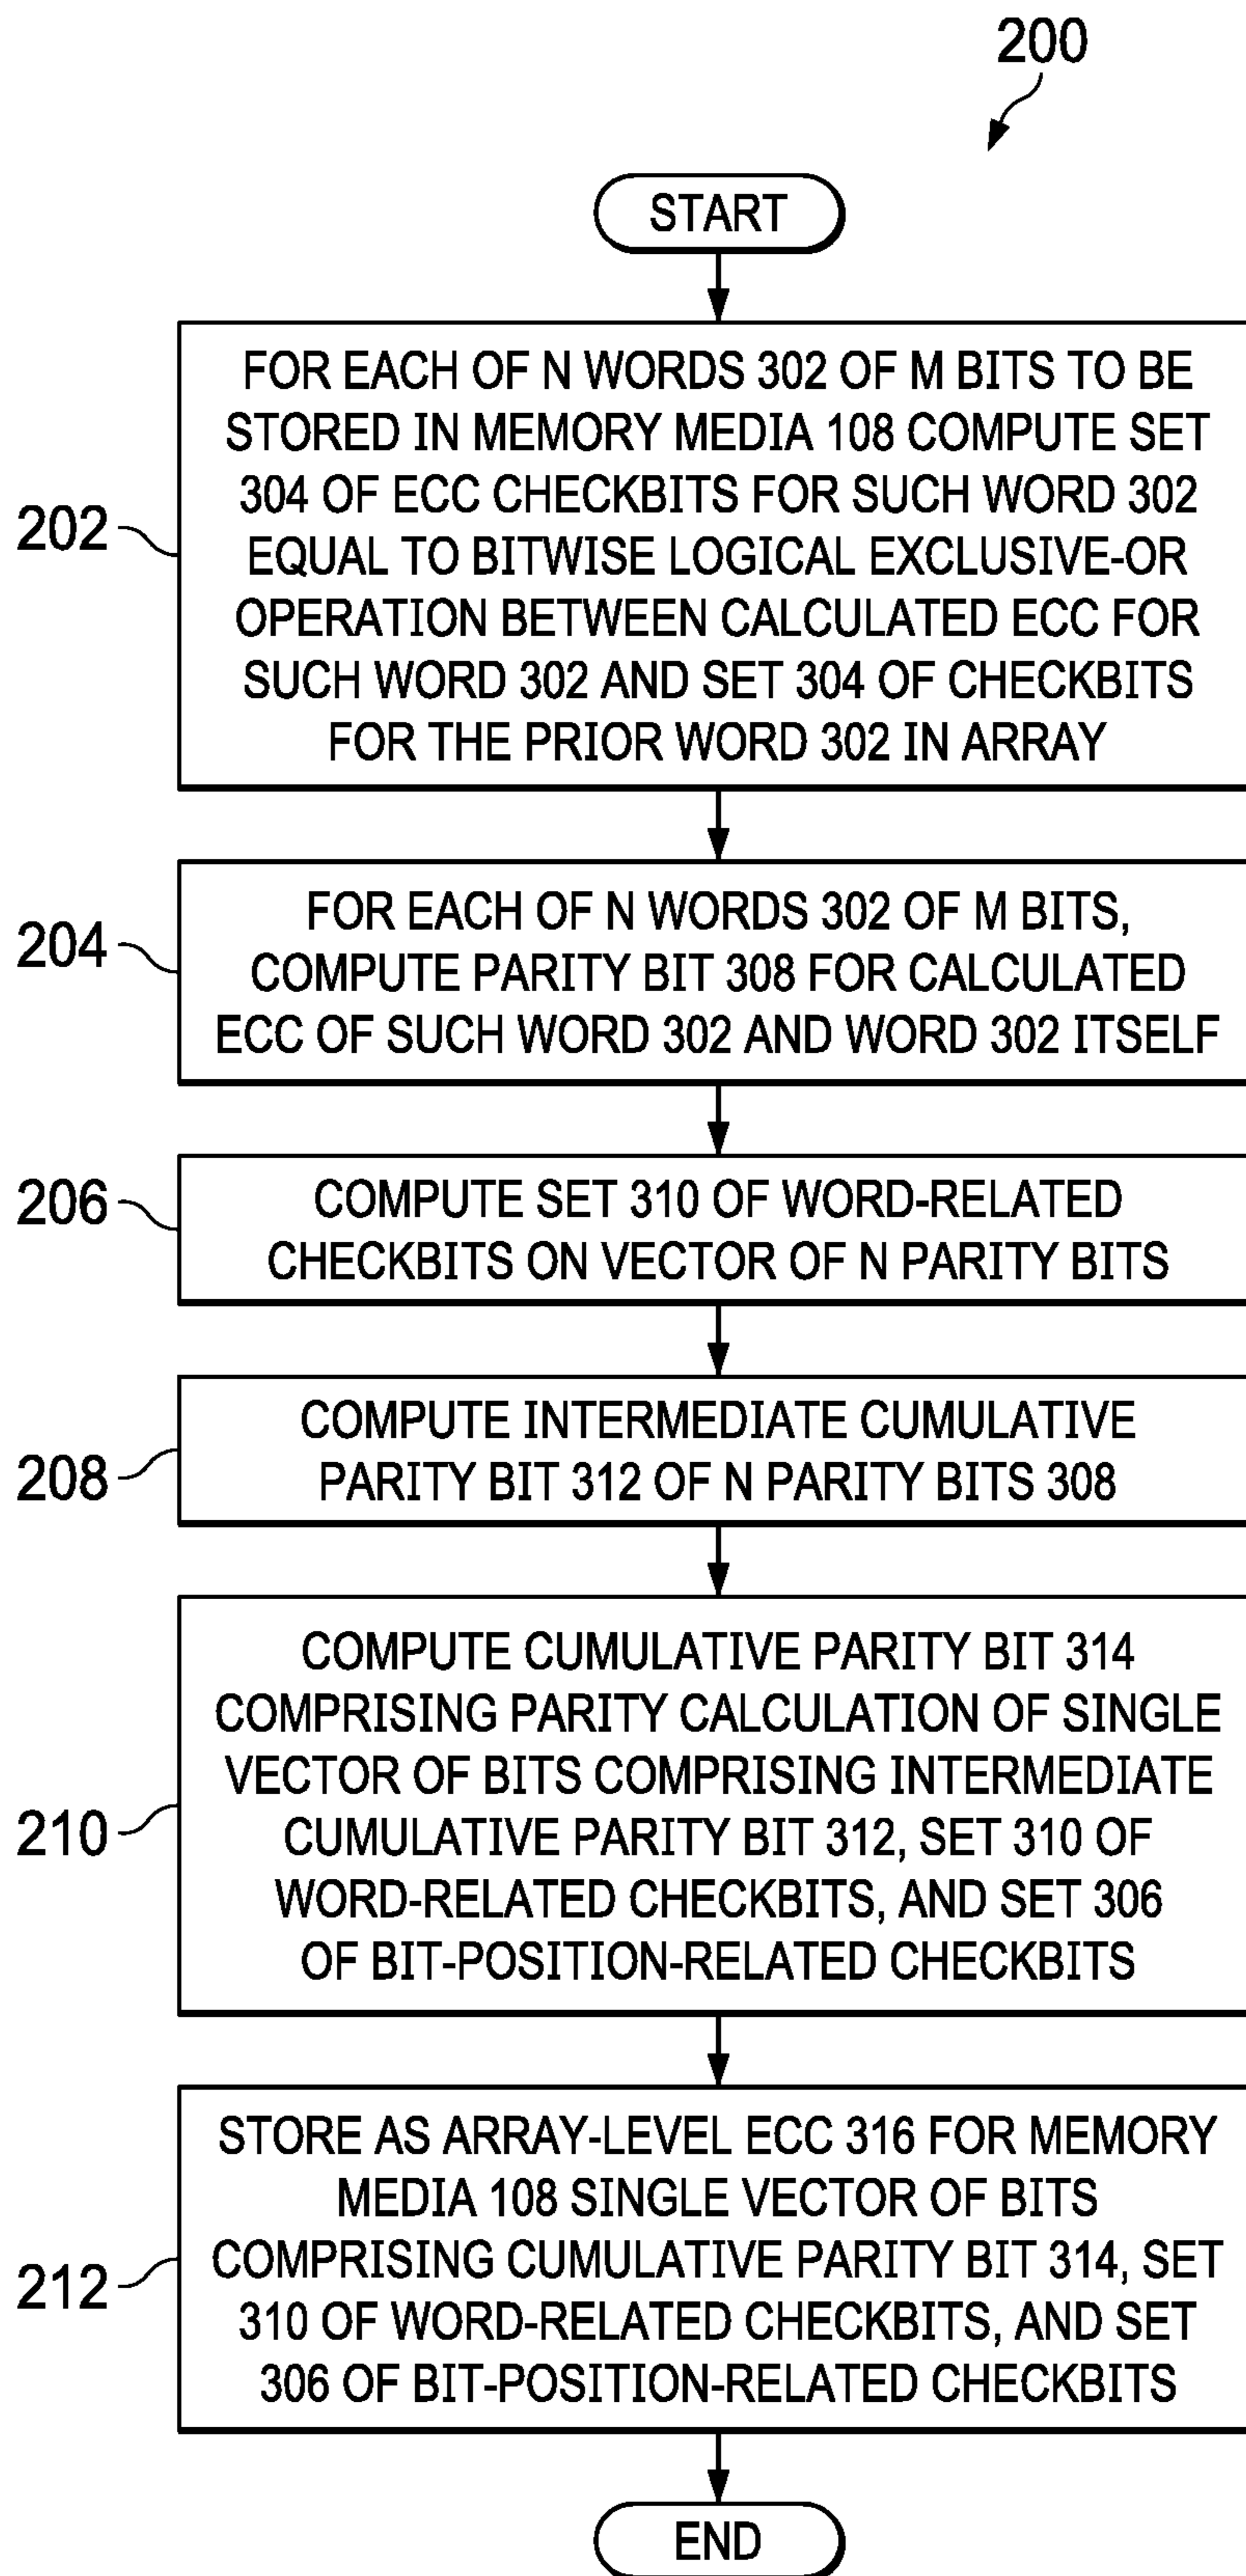 200
START
202
FOR EACH OF N WORDS 302 OF M BITS TO BE
STORED IN MEMORY MEDIA 108 COMPUTE SET
304 OF ECC CHECKBITS FOR SUCH WORD 302
EQUAL TO BITWISE LOGICAL EXCLUSIVE-OR
OPERATION BETWEEN CALCULATED ECC FOR
SUCH WORD 302 AND SET 304 OF CHECKBITS
FOR THE PRIOR WORD 302 IN ARRAY
204
FOR EACH OF N WORDS 302 OF M BITS,
COMPUTE PARITY BIT 308 FOR CALCULATED
ECC OF SUCH WORD 302 AND WORD 302 ITSELF
206
COMPUTE SET 310 OF WORD-RELATED
CHECKBITS ON VECTOR OF N PARITY BITS
208
COMPUTE INTERMEDIATE CUMULATIVE
PARITY BIT 312 OF N PARITY BITS 308
210
COMPUTE CUMULATIVE PARITY BIT 314
COMPRISING PARITY CALCULATION OF SINGLE
VECTOR OF BITS COMPRISING INTERMEDIATE
CUMULATIVE PARITY BIT 312, SET 310 OF
WORD-RELATED CHECKBITS, AND SET 306
OF BIT-POSITION-RELATED CHECKBITS
212
STORE AS ARRAY-LEVEL ECC 316 FOR MEMORY
MEDIA 108 SINGLE VECTOR OF BITS
COMPRISING CUMULATIVE PARITY BIT 314, SET
310 OF WORD-RELATED CHECKBITS, AND SET
306 OF BIT-POSITION-RELATED CHECKBITS
END